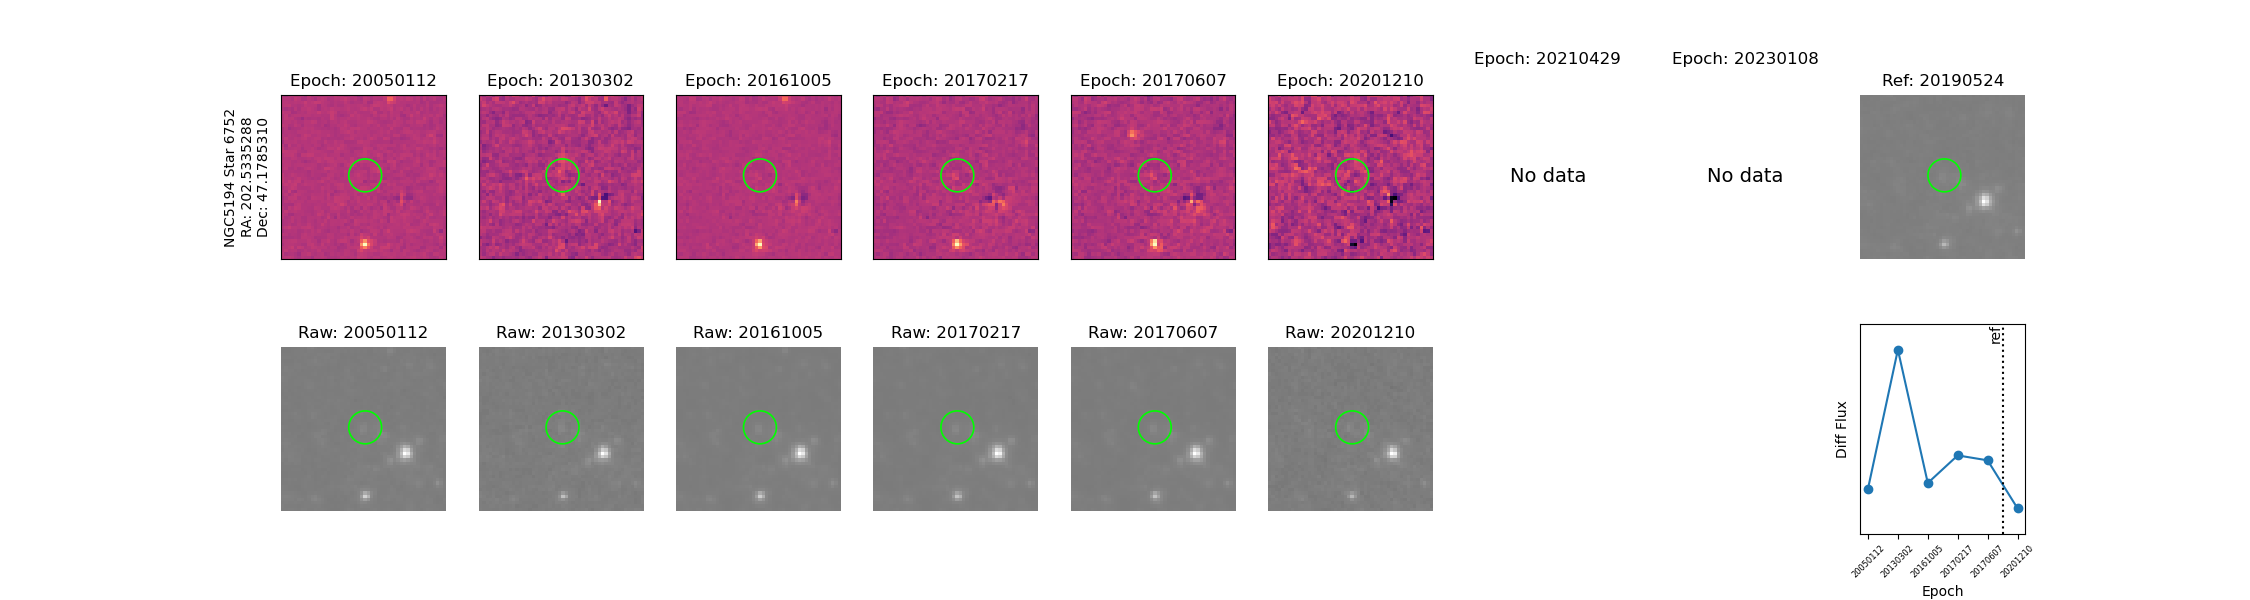 Epoch: 20210429
Epoch: 20230108
Epoch: 20050112
Epoch: 20130302
Epoch: 20161005
Epoch: 20170217
Epoch: 20170607
Epoch: 20201210
Ref: 20190524
NGC5194 Star 6752
RA: 202.5335288
Dec: 47.1785310
No data
No data
Raw: 20050112
Raw: 20130302
Raw: 20161005
Raw: 20170217
Raw: 20170607
Raw: 20201210
ref
Diff Flux
20050112
20130302
20161005
20170217
20170607
20201210
Epoch